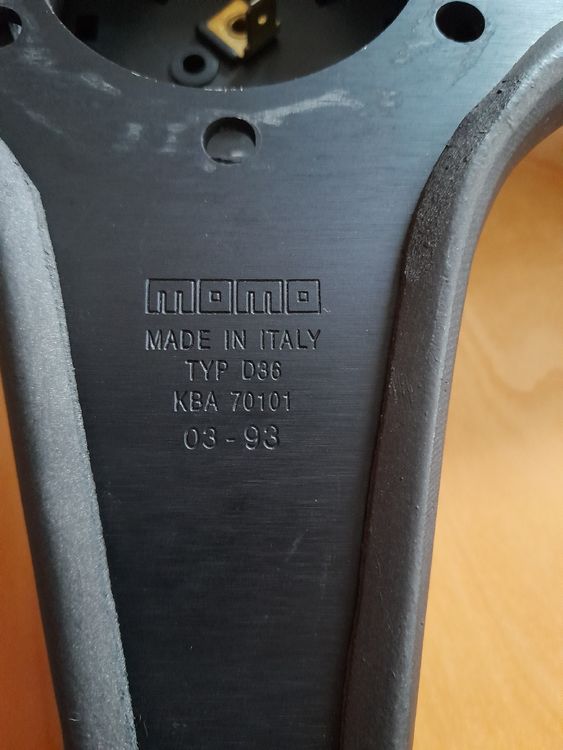 momo
MADE IN ITALY
TYP D36
KBA 70101
03-93